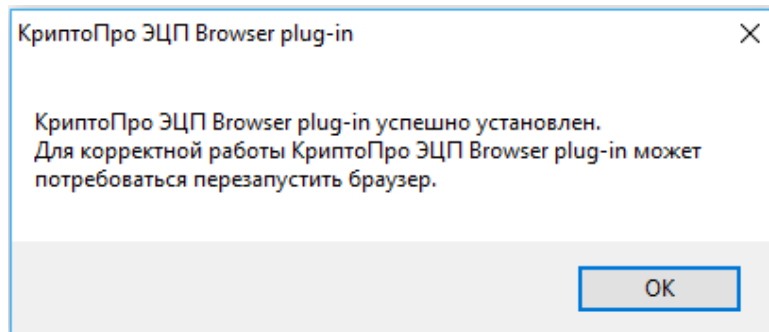 КриптоПро ЭЦП Browser plug-in
КриптоПро ЭЦП Browser plug-in успешно установлен.
Для корректной работы КриптоПро ЭЦП Browser plug-in может
потребоваться перезапустить браузер.
ОК